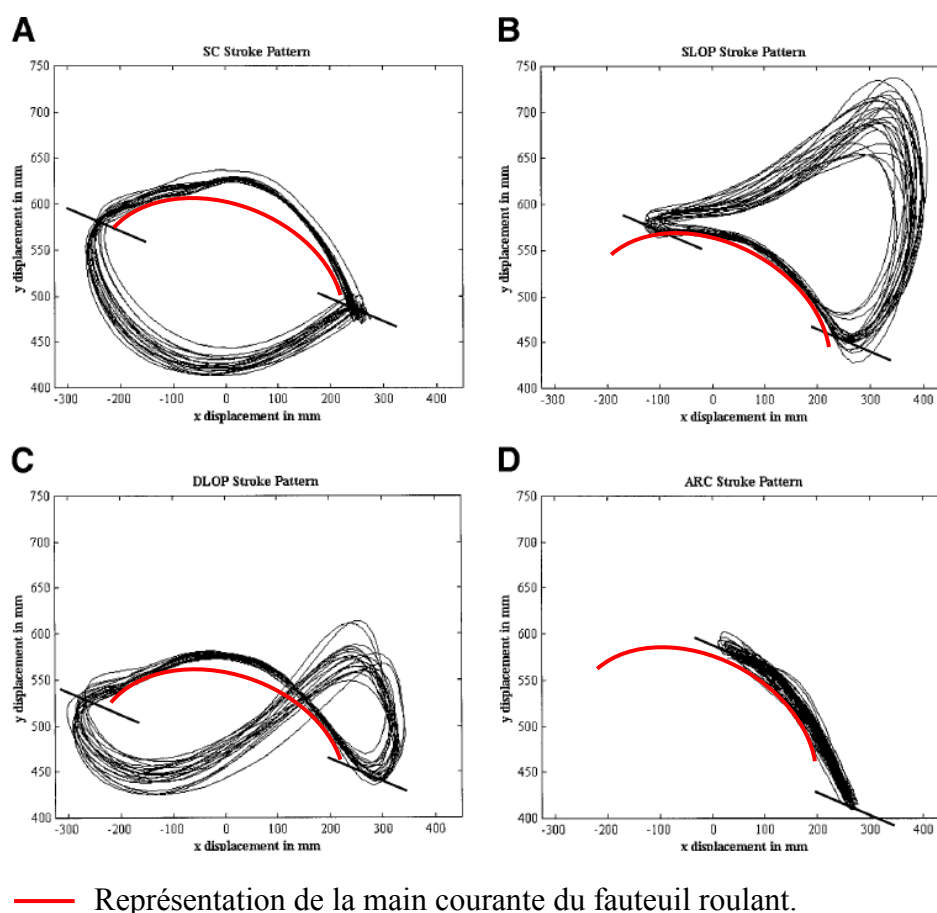 A
SC Stroke Pattern
750
700
650
600
550
500
450
400
y displacement in mm
-300 -200 -100 0 100 200 300 400
x displacement in mm
B
SLOP Stroke Pattern
750
700
650
600
550
500
450
400
y displacement in mm
-300 -200 -100 0 100 200 300 400
x displacement in mm
C
DLOP Stroke Pattern
750
700
650
600
550
500
450
400
y displacement in mm
-300 -200 -100 0 100 200 300 400
x displacement in mm
D
ARC Stroke Pattern
750
700
650
600
550
500
450
400
y displacement in mm
-300 -200 -100 0 100 200 300 400
x displacement in mm
Représentation de la main courante du fauteuil roulant.